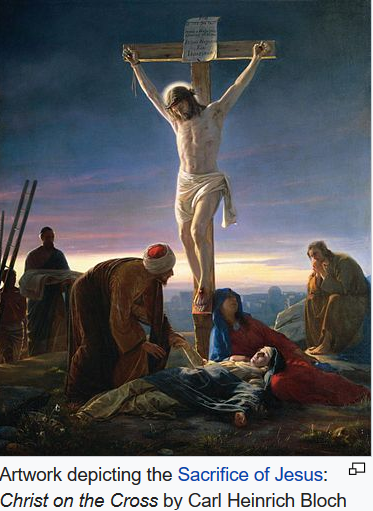 Artwork depicting the Sacrifice of Jesus:
Christ on the Cross by Carl Heinrich Bloch